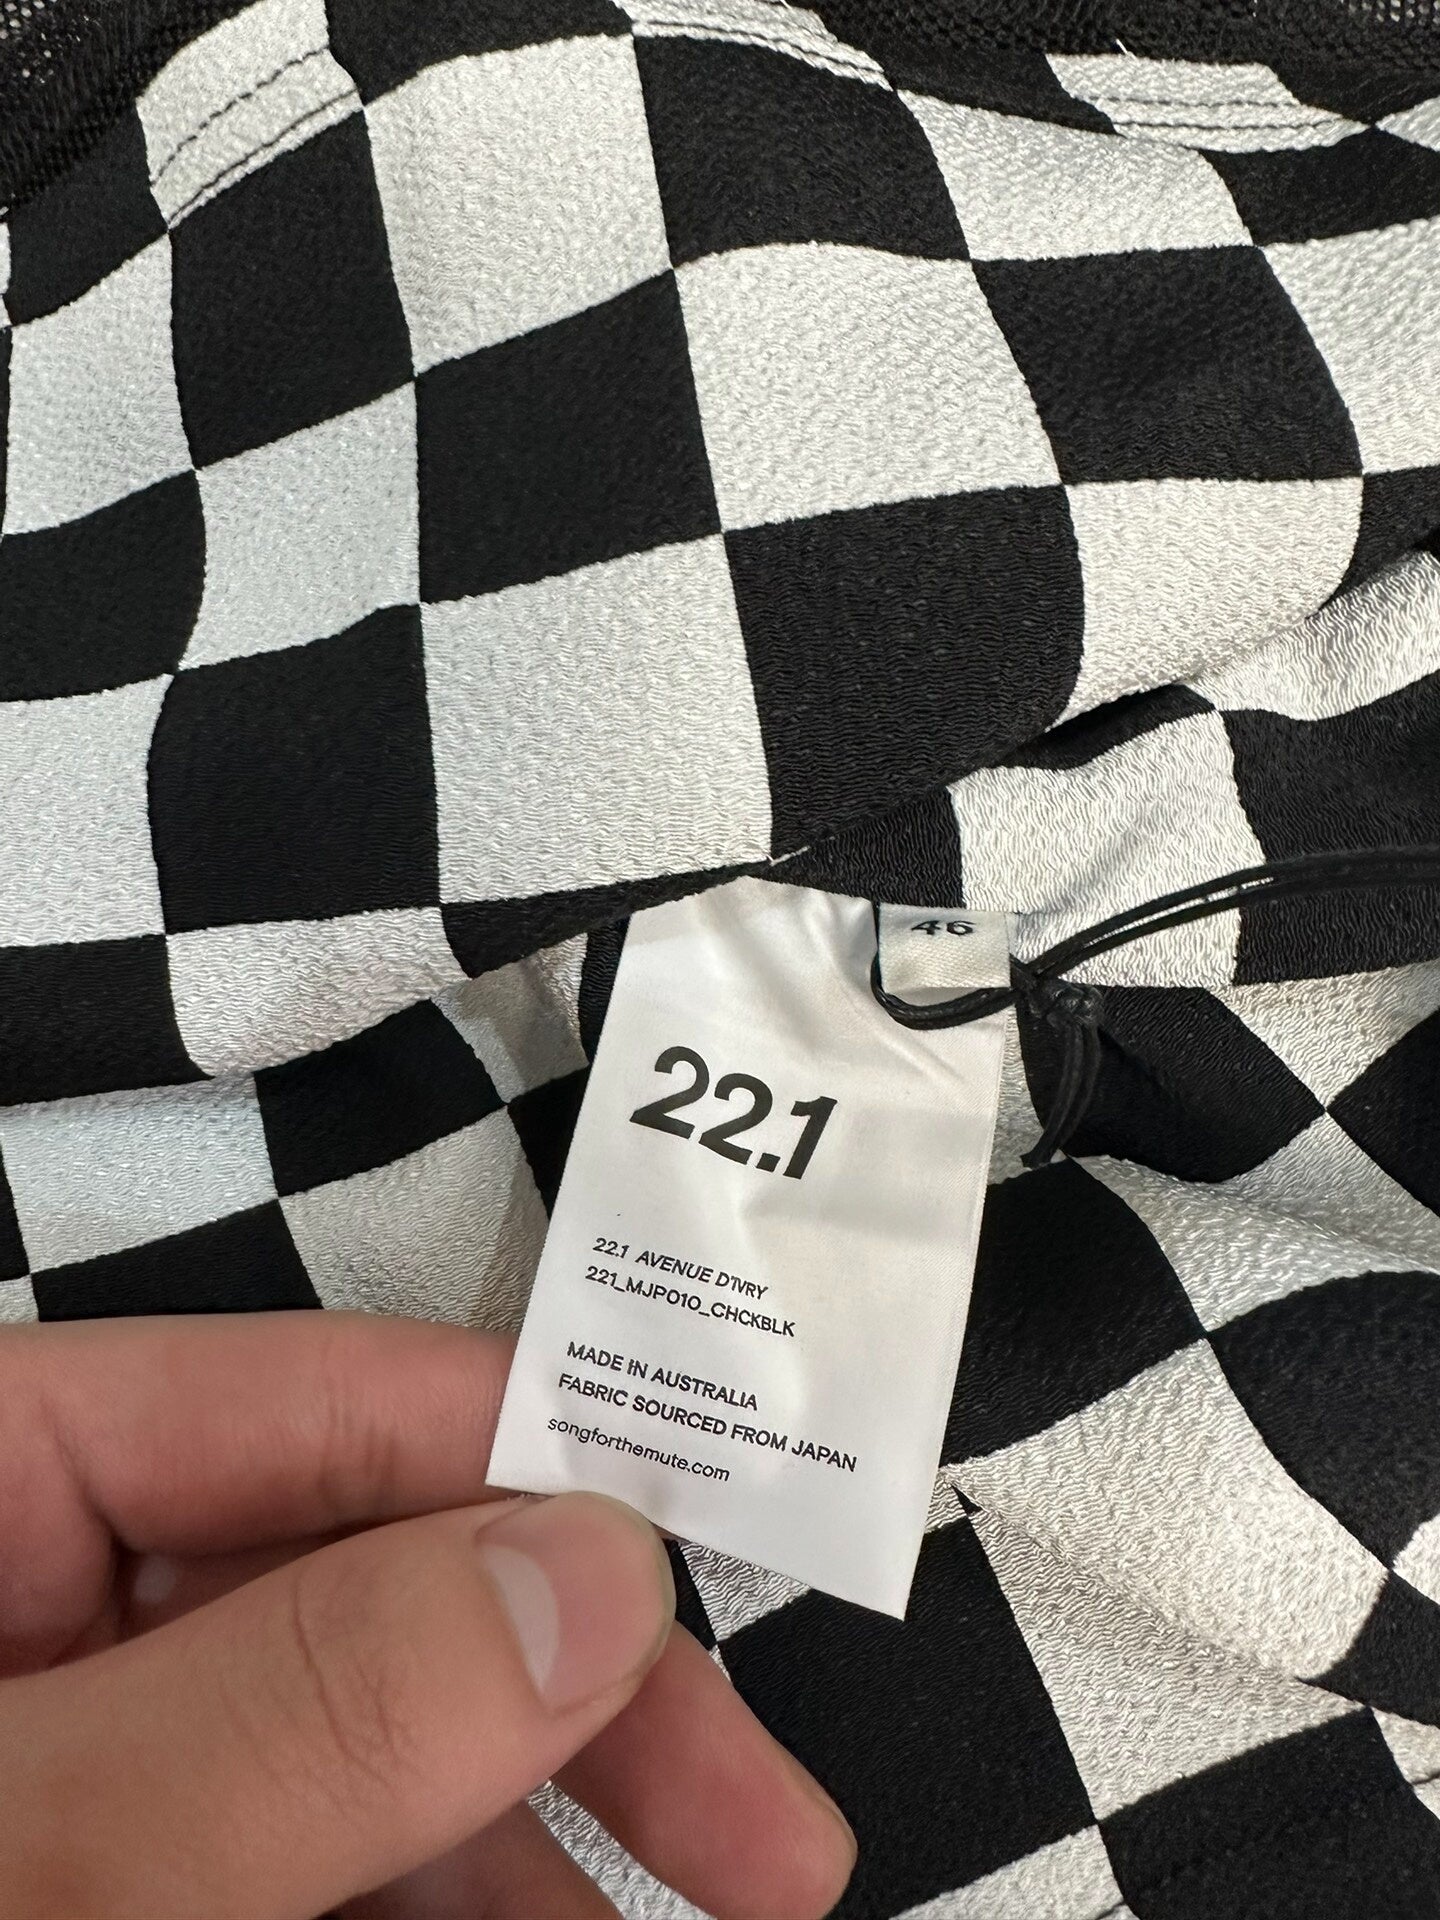 46
22.1
22.1 AVENUE D'IVRY
221_MJP010_CHCKBLK
MADE IN AUSTRALIA
FABRIC SOURCED FROM JAPAN
songforthemute.com